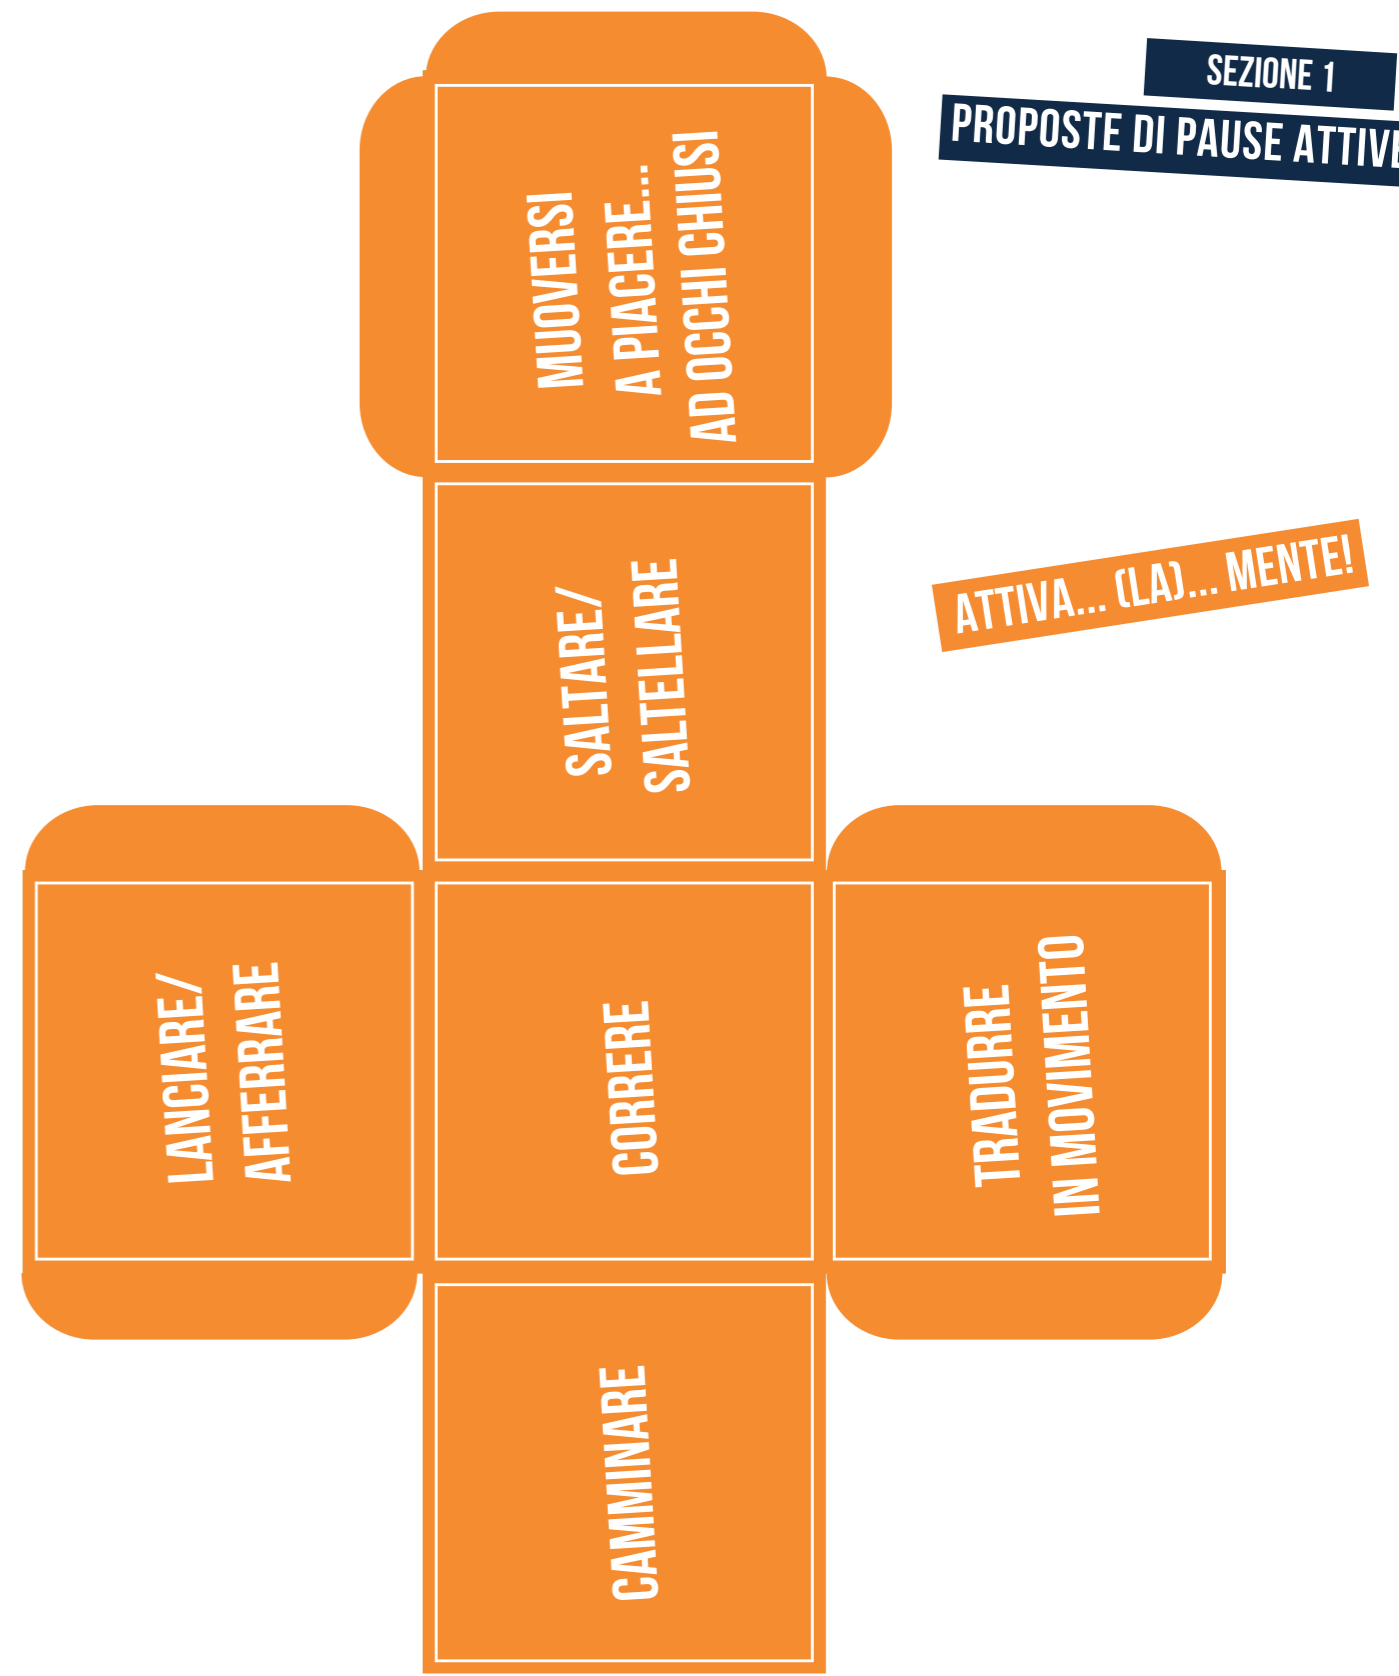 SEZIONE 1
PROPOSTE DI PAUSE ATTIVE
MUOVERSI
A PIACERE...
AD OCCHI CHIUSI
ATTIVA... (LA)... MENTE!
SALTARE/
SALTELLARE
LANCIARE/
AFFERRARE
CORRERE
TRADURRE
IN MOVIMENTO
CAMMINARE